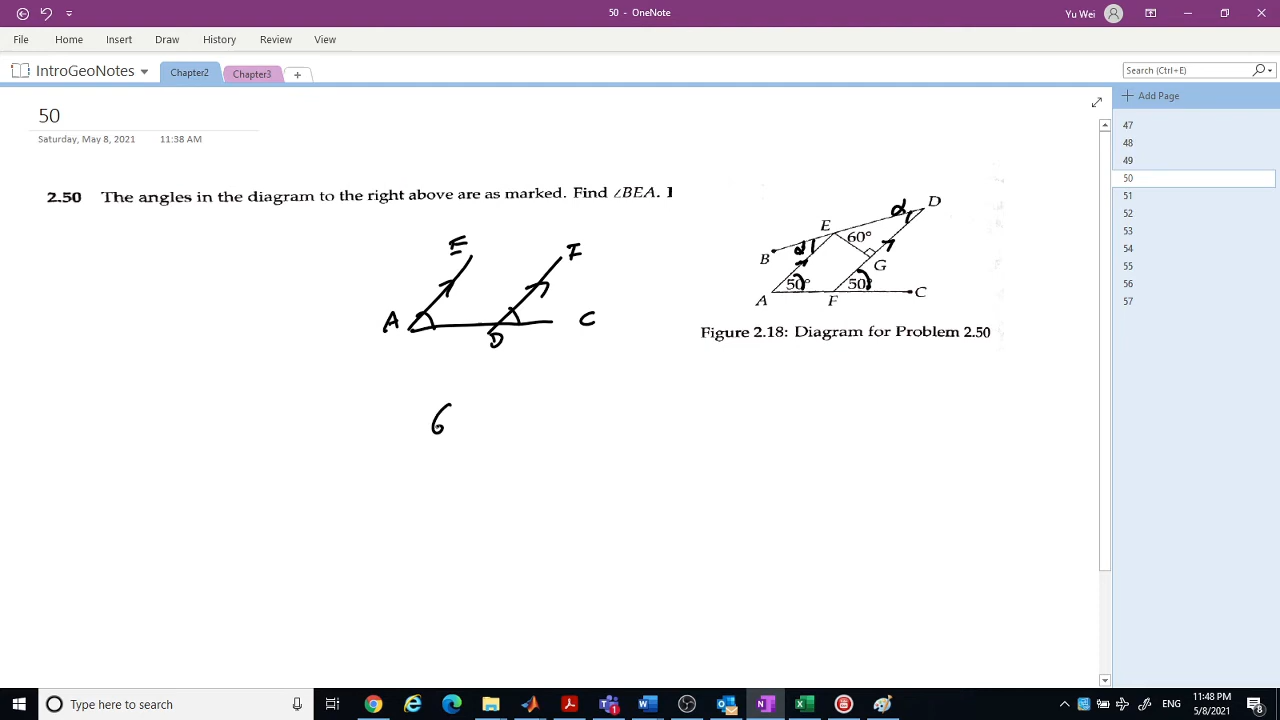 50 - OneNote
Yu Wei
File Home Insert Draw History Review View
IntroGeoNotes Chapter2 Chapter3 +
Search (Ctrl+E)
Add Page
50
Saturday, May 8, 2021 11:38 AM
47
48
49
50
51
52
53
54
55
56
57
2.50 The angles in the diagram to the right above are as marked. Find ∠BEA. I
E F
A D C
6
α D
E 60°
B α
G
50° 50°
A F C
Figure 2.18: Diagram for Problem 2.50
Type here to search
ENG
11:48 PM
5/8/2021
8